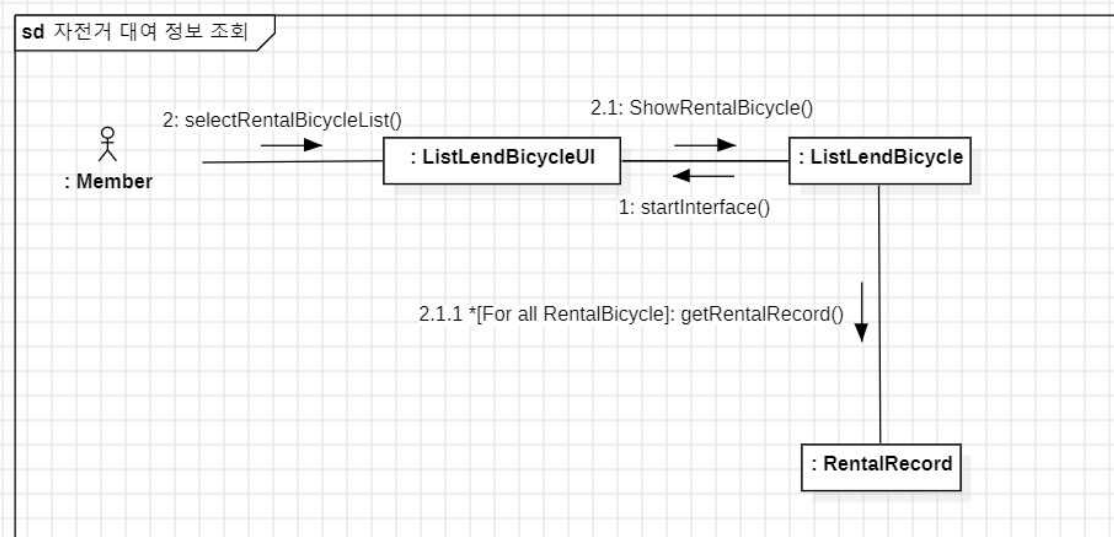 sd 자전거 대여 정보 조회
2.1: ShowRentalBicycle()
2: selectRentalBicycleList()
: ListLendBicycleUI
: ListLendBicycle
: Member
1: startInterface()
2.1.1 *[For all RentalBicycle]: getRentalRecord()
: RentalRecord